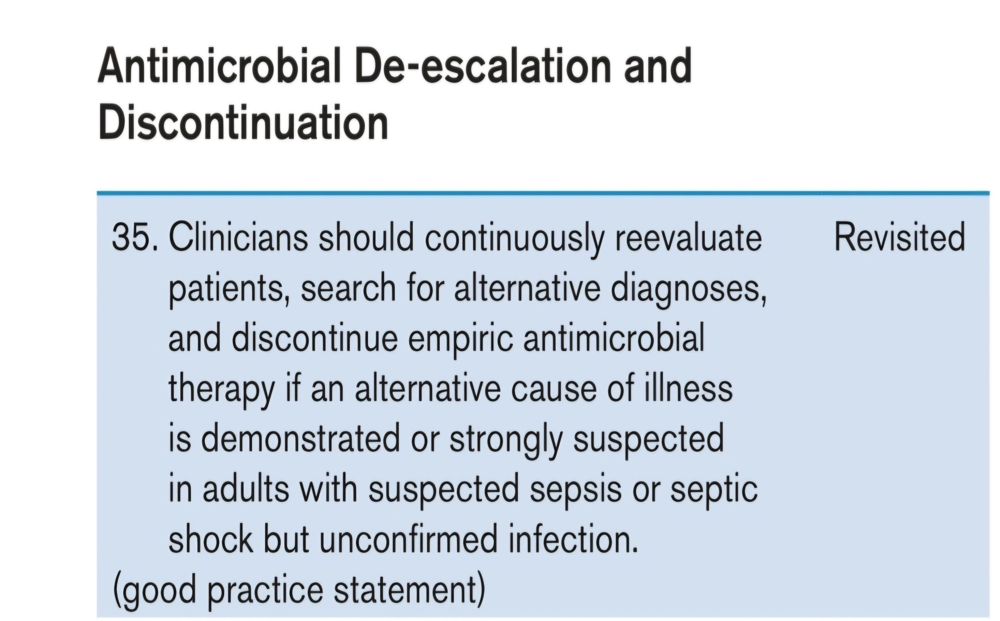 Antimicrobial De-escalation and
Discontinuation
35. Clinicians should continuously reevaluate Revisited
patients, search for alternative diagnoses,
and discontinue empiric antimicrobial
therapy if an alternative cause of illness
is demonstrated or strongly suspected
in adults with suspected sepsis or septic
shock but unconfirmed infection.
(good practice statement)